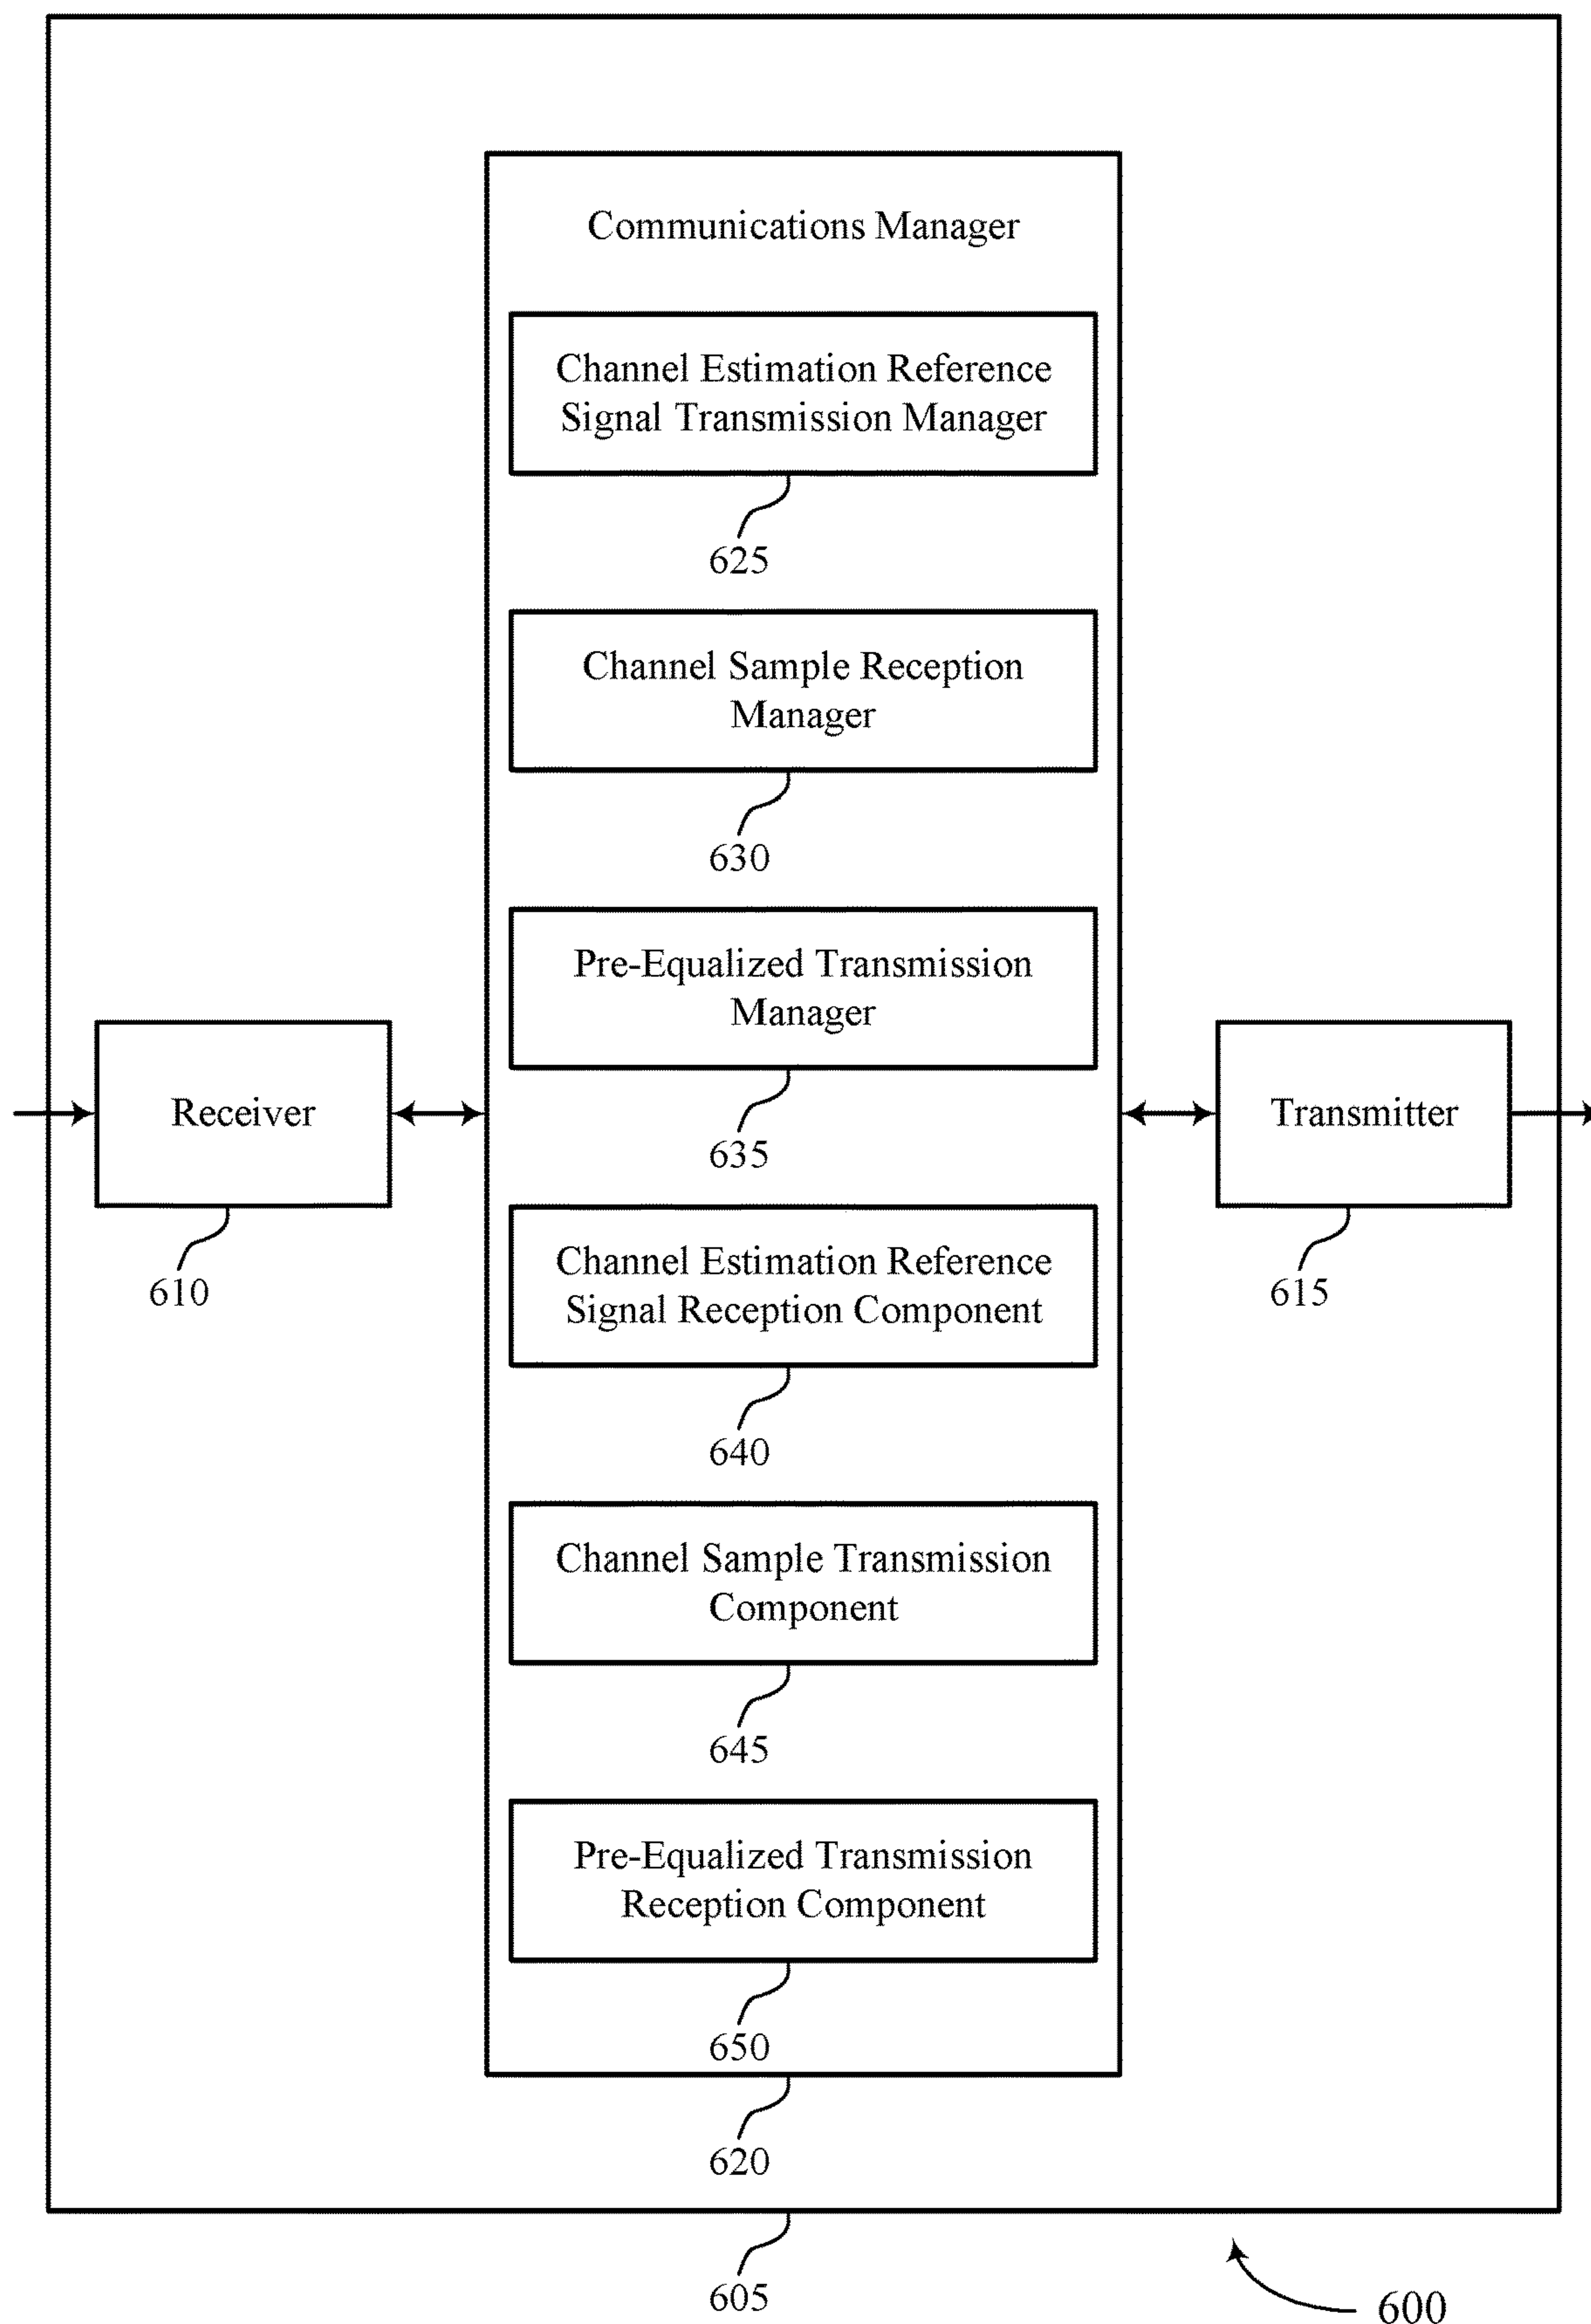 Communications Manager
Channel Estimation Reference
Signal Transmission Manager
625
Channel Sample Reception
Manager
630
Pre-Equalized Transmission
Manager
635
Receiver
610
Transmitter
615
Channel Estimation Reference
Signal Reception Component
640
Channel Sample Transmission
Component
645
Pre-Equalized Transmission
Reception Component
650
620
605
600